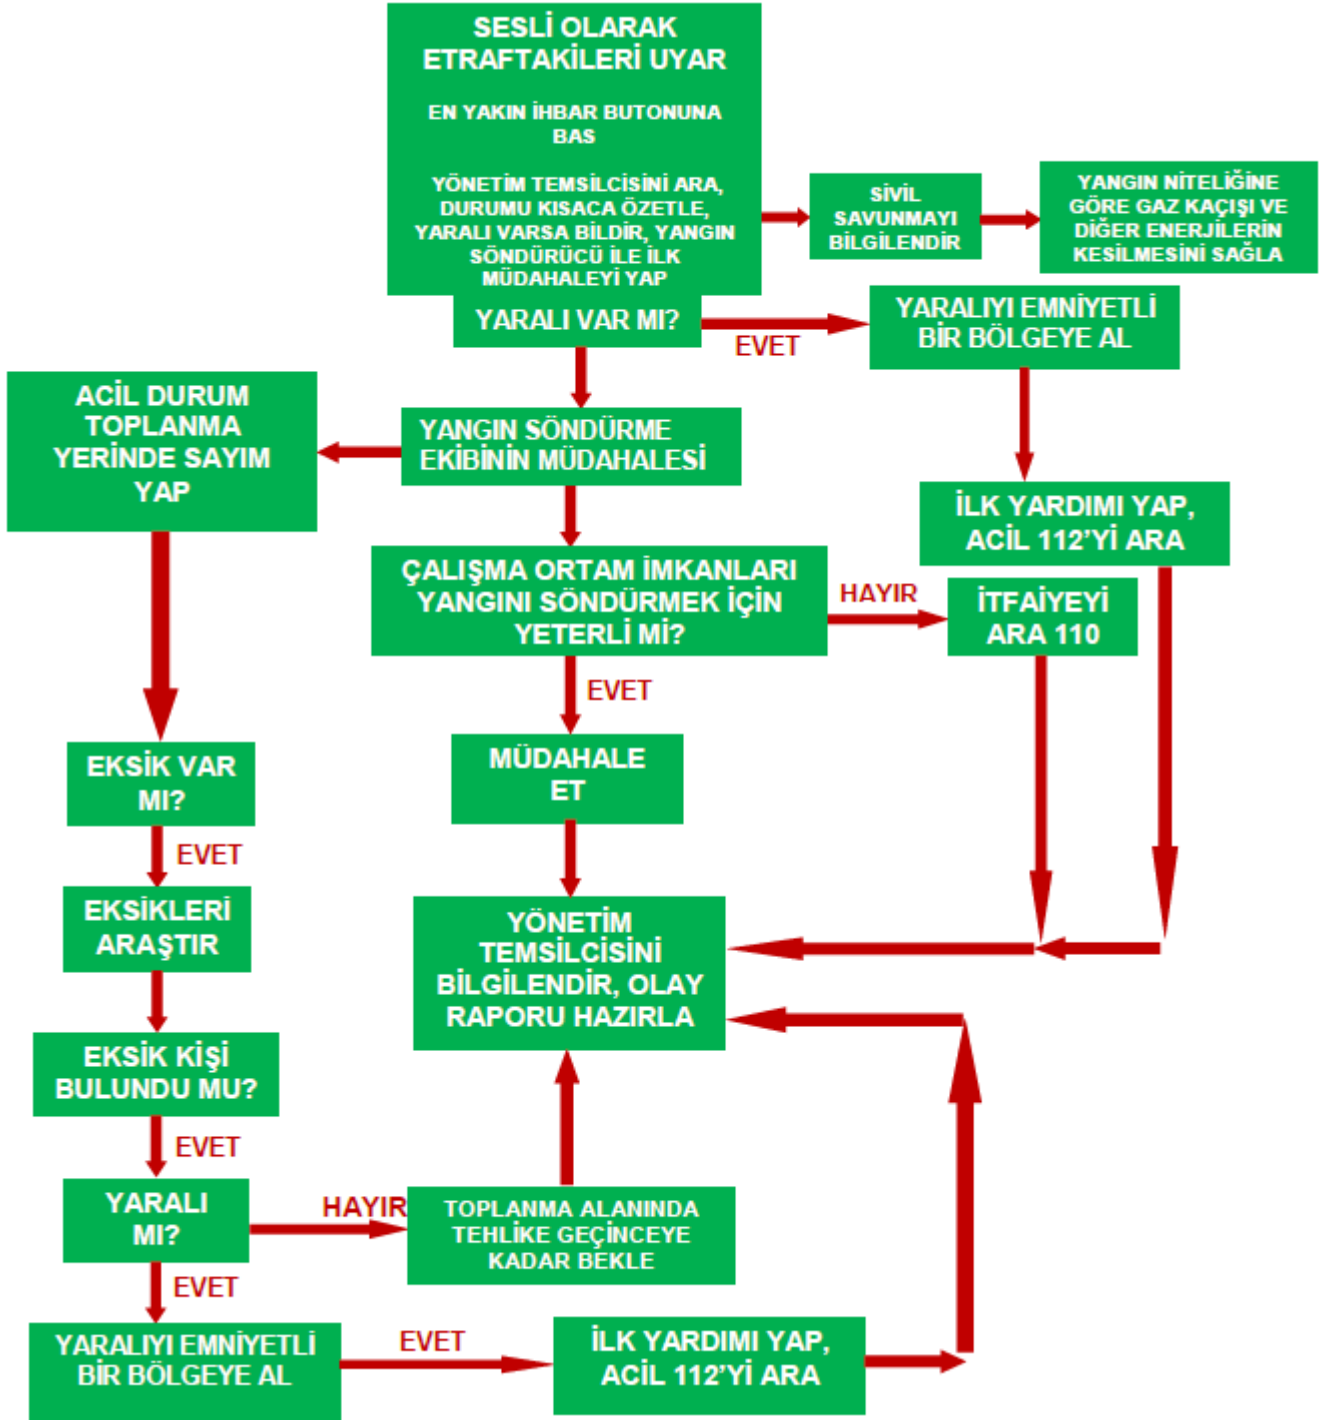 SESLİ OLARAK
ETRAFTAKİLERİ UYAR
EN YAKIN İHBAR BUTONUNA
BAS
YÖNETİM TEMSİLCİSİNİ ARA,
DURUMU KISACA ÖZETLE,
YARALI VARSA BİLDİR, YANGIN
SÖNDÜRÜCÜ İLE İLK
MÜDAHALEYİ YAP
SİVİL
SAVUNMAYI
BİLGİLENDİR
YANGIN NİTELİĞİNE
GÖRE GAZ KAÇIŞI VE
DİĞER ENERJİLERİN
KESİLMESİNİ SAĞLA
YARALI VAR MI?
EVET
YARALIYI EMNİYETLİ
BİR BÖLGEYE AL
ACİL DURUM
TOPLANMA
YERİNDE SAYIM
YAP
YANGIN SÖNDÜRME
EKİBİNİN MÜDAHALESİ
İLK YARDIMI YAP,
ACİL 112'Yİ ARA
ÇALIŞMA ORTAM İMKANLARI
YANGINI SÖNDÜRMEK İÇİN
YETERLİ Mİ?
HAYIR
İTFAİYEYİ
ARA 110
EVET
MÜDAHALE
ET
EKSİK VAR
MI?
EVET
EKSİKLERİ
ARAŞTIR
YÖNETİM
TEMSİLCİSİNİ
BİLGİLENDİR, OLAY
RAPORU HAZIRLA
EKSİK KİŞİ
BULUNDU MU?
EVET
YARALI
MI?
HAYIR
TOPLANMA ALANINDA
TEHLİKE GEÇİNCEYE
KADAR BEKLE
EVET
YARALIYI EMNİYETLİ
BİR BÖLGEYE AL
EVET
İLK YARDIMI YAP,
ACİL 112'Yİ ARA